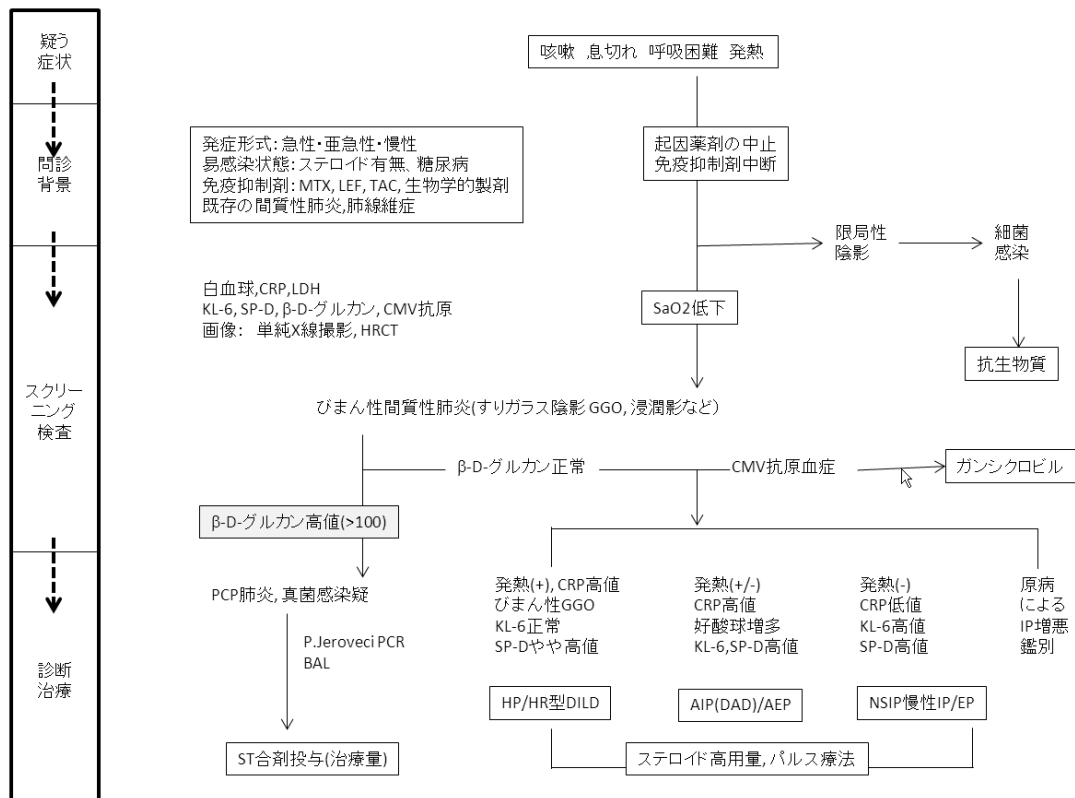 疑う
症状
問診
背景
スクリー
ニング
検査
診断
治療
咳嗽 息切れ 呼吸困難 発熱
発症形式：急性・亜急性・慢性
易感染状態：ステロイド有無、糖尿病
免疫抑制剤：MTX, LEF, TAC, 生物学的製剤
既存の間質性肺炎,肺線維症
起因薬剤の中止
免疫抑制剤中断
限局性
陰影
細菌
感染
白血球,CRP,LDH
KL-6, SP-D, β-D-グルカン, CMV抗原
画像： 単純X線撮影, HRCT
SaO2低下
抗生物質
びまん性間質性肺炎(すりガラス陰影 GGO, 浸潤影など）
β-D-グルカン正常
CMV抗原血症
ガンシクロビル
β-D-グルカン高値(>100)
PCP肺炎, 真菌感染疑
P.Jeroveci PCR
BAL
ST合剤投与(治療量)
発熱(+), CRP高値
びまん性GGO
KL-6正常
SP-Dやや高値
発熱(+/-)
CRP高値
好酸球増多
KL-6,SP-D高値
発熱(-)
CRP低値
KL-6高値
SP-D高値
原病
による
IP増悪
鑑別
HP/HR型DILD
AIP(DAD)/AEP
NSIP慢性IP/EP
ステロイド高用量, パルス療法